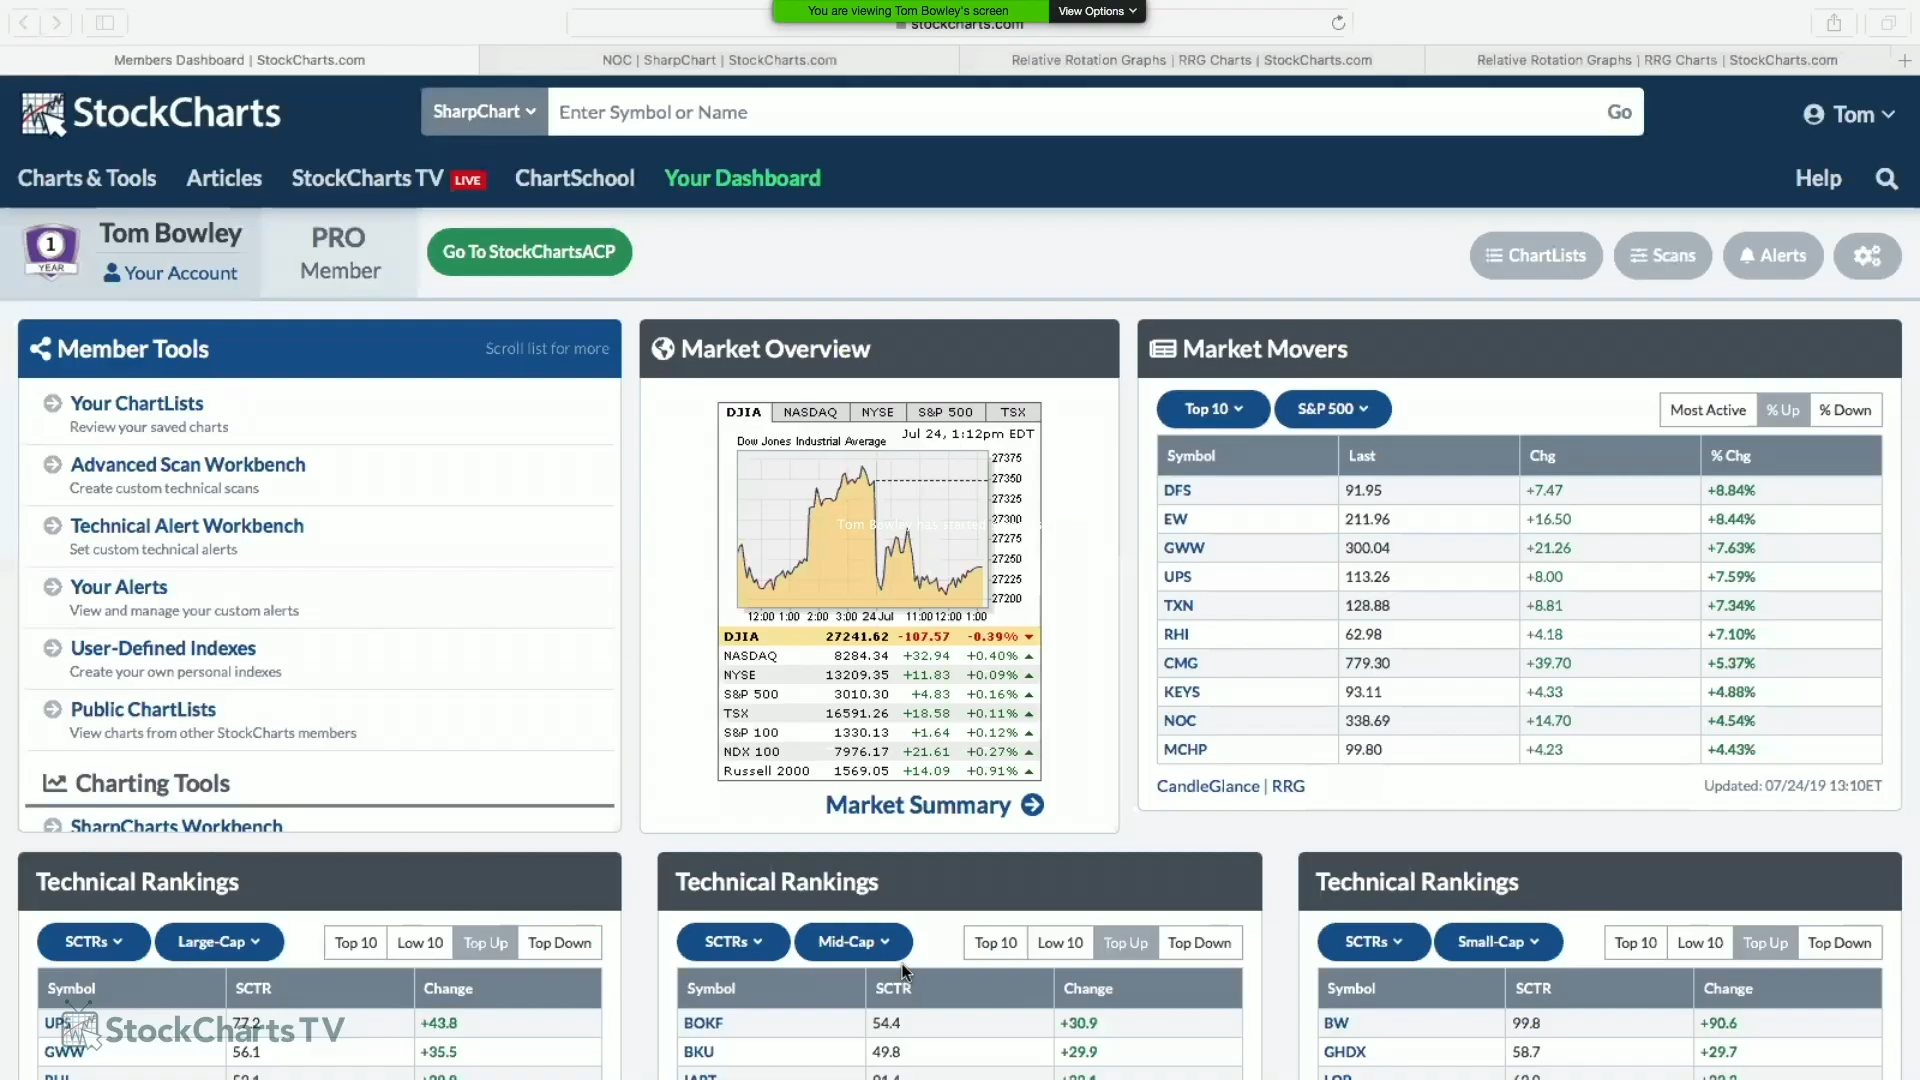 You are viewing Tom Bowley's screen
View Options
stockcharts.com
Members Dashboard | StockCharts.com
NOC | SharpChart | StockCharts.com
Relative Rotation Graphs | RRG Charts | StockCharts.com
Relative Rotation Graphs | RRG Charts | StockCharts.com
StockCharts
SharpChart
Enter Symbol or Name
Go
Tom
Charts & Tools
Articles
StockCharts TV LIVE
ChartSchool
Your Dashboard
Help
1 YEAR
Tom Bowley
Your Account
PRO
Member
Go To StockChartsACP
ChartLists
Scans
Alerts
Member Tools
Scroll list for more
Your ChartLists
Review your saved charts
Advanced Scan Workbench
Create custom technical scans
Technical Alert Workbench
Set custom technical alerts
Your Alerts
View and manage your custom alerts
User-Defined Indexes
Create your own personal indexes
Public ChartLists
View charts from other StockCharts members
Charting Tools
SharpCharts Workbench
Market Overview
DJIA NASDAQ NYSE S&P 500 TSX
Jul 24, 1:12pm EDT
Dow Jones Industrial Average
27375
27350
27325
27300
27275
27250
27225
27200
Tom Bowley has started
12:00 1:00 2:00 3:00 24 Jul 11:00 12:00 1:00
DJIA 27241.62 -107.57 -0.39%
NASDAQ 8284.34 +32.94 +0.40%
NYSE 13209.35 +11.83 +0.09%
S&P 500 3010.30 +4.83 +0.16%
TSX 16591.26 +18.58 +0.11%
S&P 100 1330.13 +1.64 +0.12%
NDX 100 7976.17 +21.61 +0.27%
Russell 2000 1569.05 +14.09 +0.91%
Market Summary
Market Movers
Top 10
S&P 500
Most Active % Up % Down
Symbol Last Chg % Chg
DFS 91.95 +7.47 +8.84%
EW 211.96 +16.50 +8.44%
GWW 300.04 +21.26 +7.63%
UPS 113.26 +8.00 +7.59%
TXN 128.88 +8.81 +7.34%
RHI 62.98 +4.18 +7.10%
CMG 779.30 +39.70 +5.37%
KEYS 93.11 +4.33 +4.88%
NOC 338.69 +14.70 +4.54%
MCHP 99.80 +4.23 +4.43%
CandleGlance | RRG
Updated: 07/24/19 13:10ET
Technical Rankings
SCTRs
Large-Cap
Top 10 Low 10 Top Up Top Down
Symbol SCTR Change
UPS 77.2 +43.8
GWW 56.1 +35.5
StockCharts TV
Technical Rankings
SCTRs
Mid-Cap
Top 10 Low 10 Top Up Top Down
Symbol SCTR Change
BOKF 54.4 +30.9
BKU 49.8 +29.9
Technical Rankings
SCTRs
Small-Cap
Top 10 Low 10 Top Up Top Down
Symbol SCTR Change
BW 99.8 +90.6
GHDX 58.7 +29.7